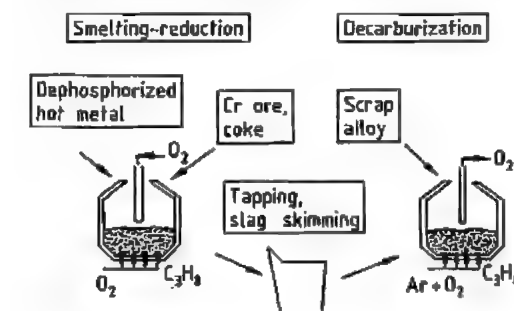 Smelting~reduction
Decarburization
Dephosphorized
hot metal
Cr ore,
coke
Scrap
alloy
O₂
O₂
Tapping,
slag skimming
O₂
C₃H₈
Ar + O₂
C₃H